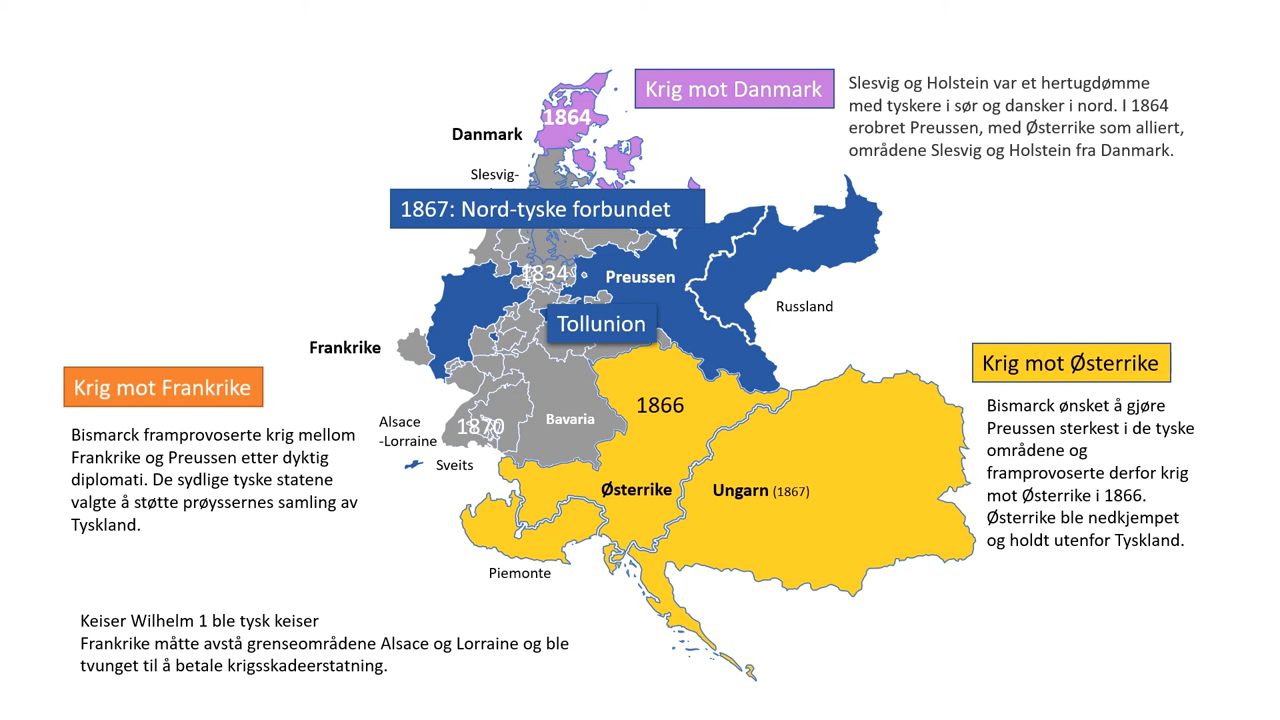 Krig mot Danmark
Slesvig og Holstein var et hertugdømme
med tyskere i sør og dansker i nord. I 1864
erobret Preussen, med Østerrike som alliert,
områdene Slesvig og Holstein fra Danmark.
1864
Danmark
Slesvig-
1867: Nord-tyske forbundet
1834
Preussen
Russland
Tollunion
Frankrike
Krig mot Frankrike
Bismarck framprovoserte krig mellom
Frankrike og Preussen etter dyktig
diplomati. De sydlige tyske statene
valgte å støtte prøyssernes samling av
Tyskland.
Krig mot Østerrike
Bismarck ønsket å gjøre
Preussen sterkest i de tyske
områdene og
framprovoserte derfor krig
mot Østerrike i 1866.
Østerrike ble nedkjempet
og holdt utenfor Tyskland.
1866
Alsace
-Lorraine
1870
Bavaria
Sveits
Østerrike
Ungarn (1867)
Piemonte
Keiser Wilhelm 1 ble tysk keiser
Frankrike måtte avstå grenseområdene Alsace og Lorraine og ble
tvunget til å betale krigsskadeerstatning.